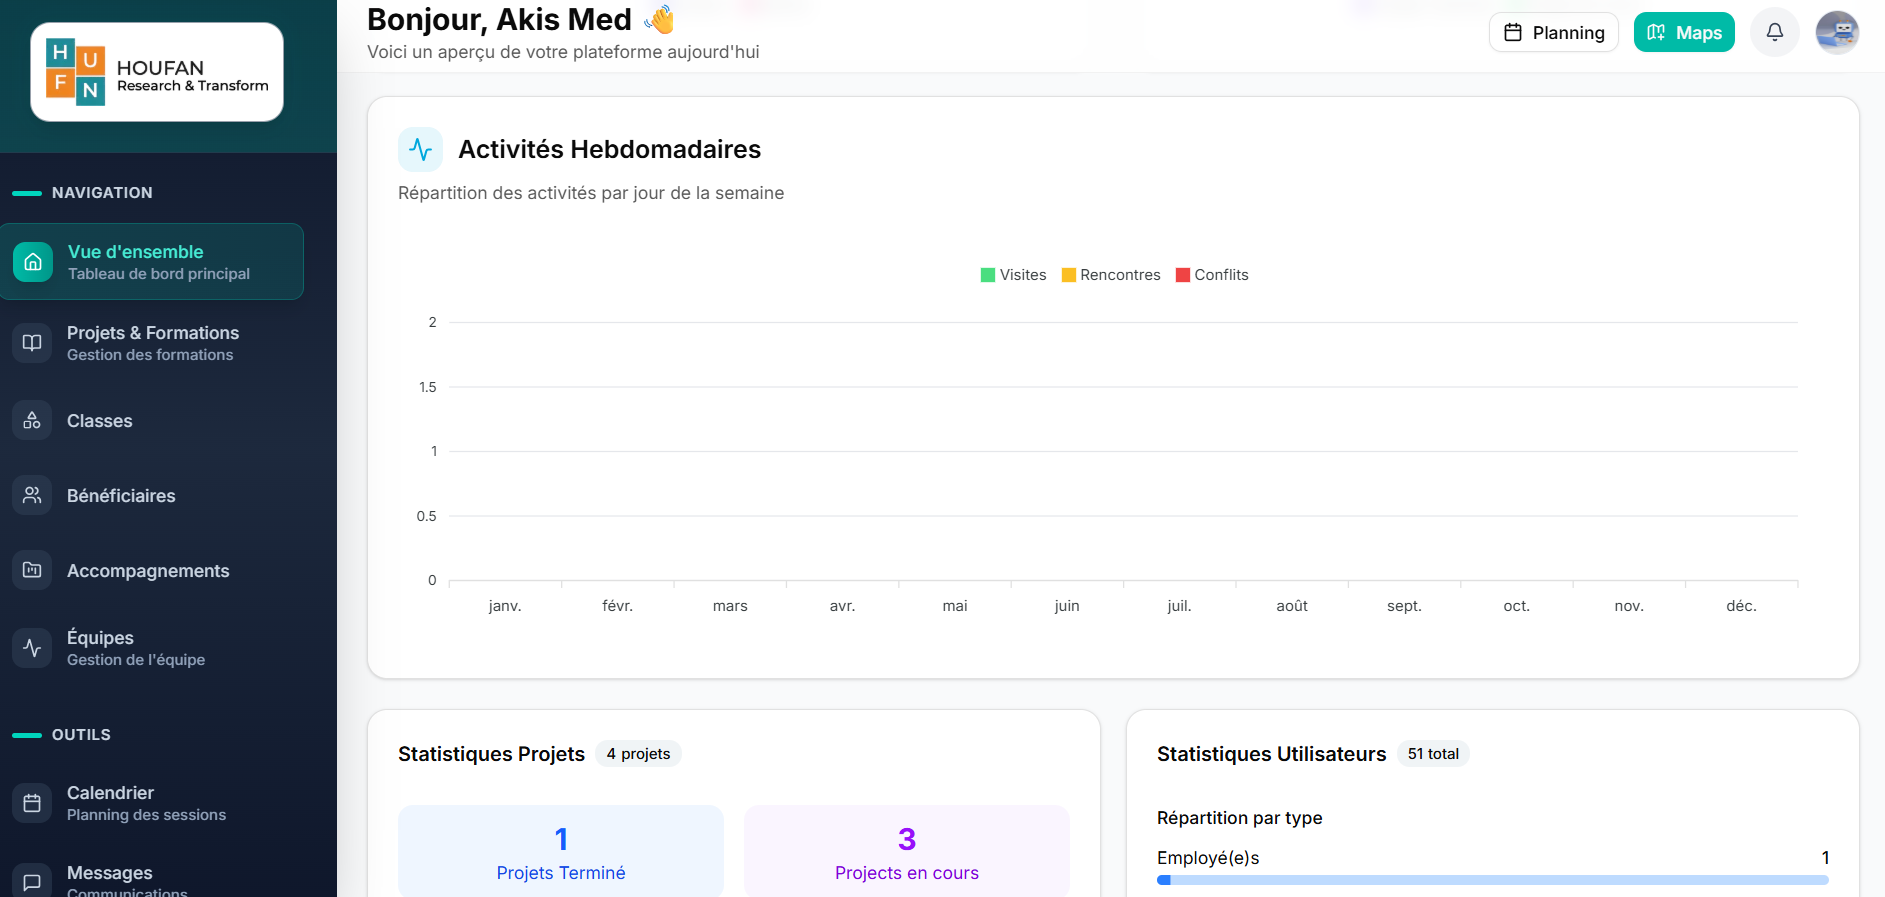 H
U
F
N
HOUFAN
Research & Transform
NAVIGATION
Vue d'ensemble
Tableau de bord principal
Projets & Formations
Gestion des formations
Classes
Bénéficiaires
Accompagnements
Équipes
Gestion de l'équipe
OUTILS
Calendrier
Planning des sessions
Messages
Communications
Bonjour, Akis Med 👋
Voici un aperçu de votre plateforme aujourd'hui
Planning
Maps
Activités Hebdomadaires
Répartition des activités par jour de la semaine
Visites Rencontres Conflits
2
1.5
1
0.5
0
janv. févr. mars avr. mai juin juil. août sept. oct. nov. déc.
Statistiques Projets 4 projets
1
Projets Terminé
3
Projects en cours
Statistiques Utilisateurs 51 total
Répartition par type
Employé(e)s 1